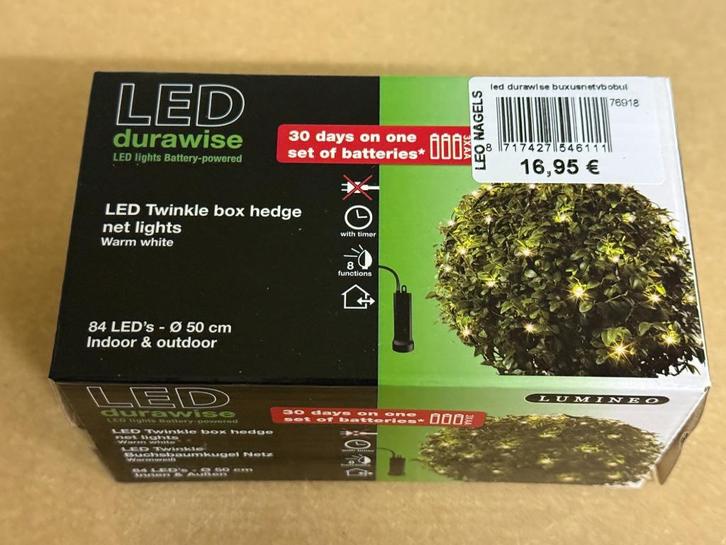 LED
durawise
LED lights Battery-powered
30 days on one
set of batteries*
3XAA
LED Twinkle box hedge
net lights
Warm white
with timer
8
functions
84 LED's - Ø 50 cm
Indoor & outdoor
LEO NAGELS
led durawise buxusnetvbobul
76918
8 717427 546111
16,95 €
LED
durawise
LED lights Battery-powered
30 days on one
set of batteries*
3XAA
LUMINEO
LED Twinkle box hedge
net lights
Warm white
LED Twinkle
Buchsbaumkugel Netz
Warmweiß
84 LED's - Ø 50 cm
Innen & Außen
8